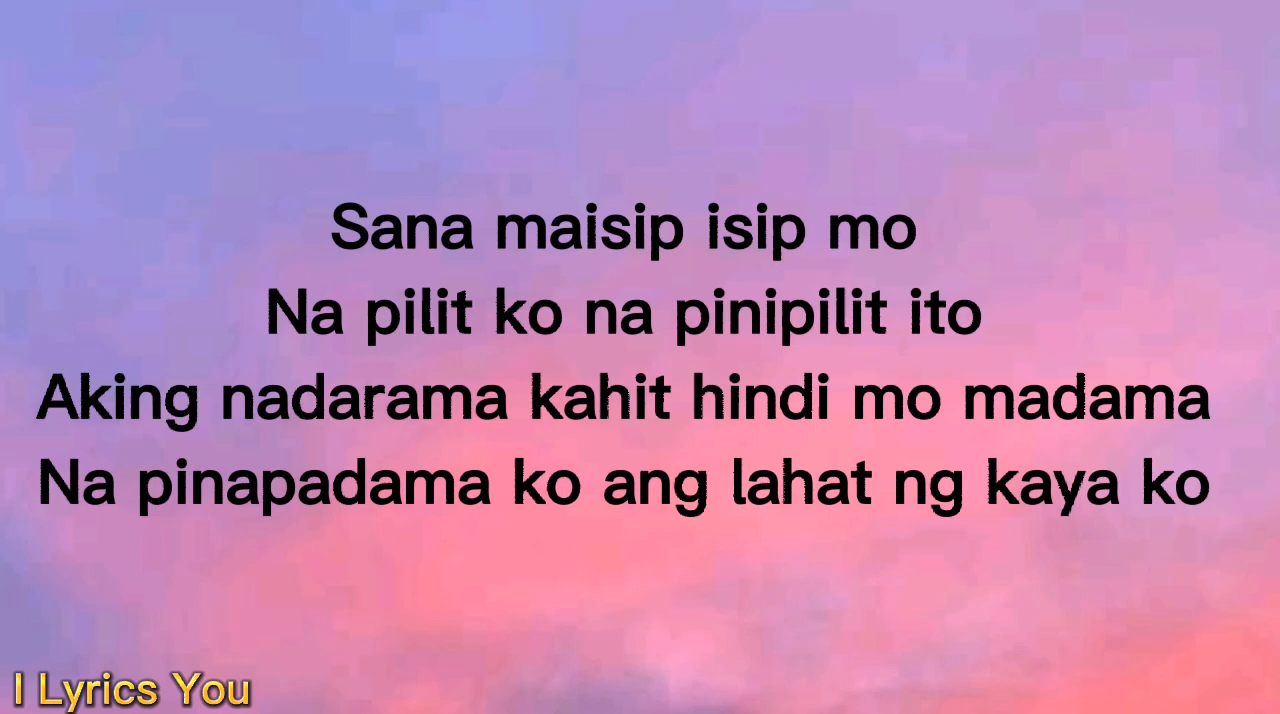 Sana maisip isip mo
Na pilit ko na pinipilit ito
Aking nadarama kahit hindi mo madama
Na pinapadama ko ang lahat ng kaya ko
I Lyrics You